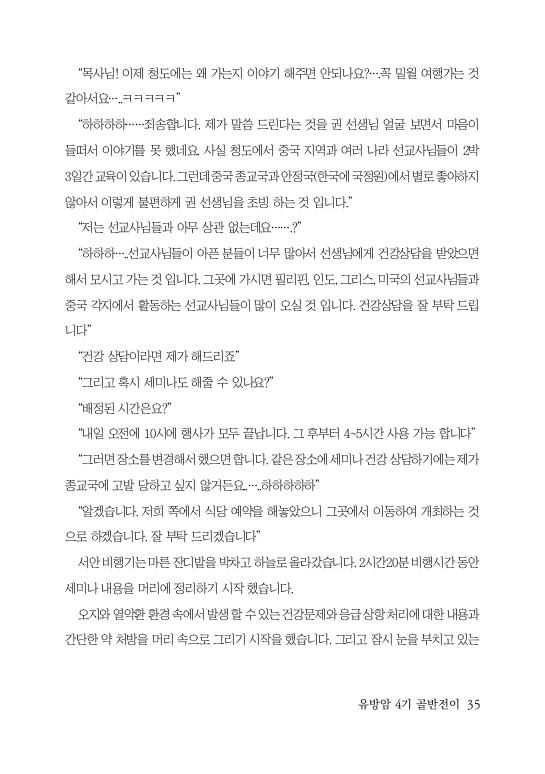 “목사님! 이제 청도에는 왜 가는지 이야기 해주면 안되나요?….꼭 밀월 여행가는 것
같아서요…..ㅋㅋㅋㅋㅋ”
“하하하하……죄송합니다. 제가 말씀 드린다는 것을 권 선생님 얼굴 보면서 마음이
들떠서 이야기를 못 했네요. 사실 청도에서 중국 지역과 여러 나라 선교사님들이 2박
3일간 교육이 있습니다. 그런데 중국 종교국과 안정국(한국에 국정원)에서 별로 좋아하지
않아서 이렇게 불편하게 권 선생님을 초빙 하는 것 입니다.”
“저는 선교사님들과 아무 상관 없는데요…….?”
“하하하…..선교사님들이 아픈 분들이 너무 많아서 선생님에게 건강상담을 받았으면
해서 모시고 가는 것 입니다. 그곳에 가시면 필리핀, 인도, 그리스, 미국의 선교사님들과
중국 각지에서 활동하는 선교사님들이 많이 오실 것 입니다. 건강상담을 잘 부탁 드립
니다”
“건강 상담이라면 제가 해드리죠”
“그리고 혹시 세미나도 해줄 수 있나요?”
“배정된 시간은요?”
“내일 오전에 10시에 행사가 모두 끝납니다. 그 후부터 4~5시간 사용 가능 합니다”
“그러면 장소를 변경해서 했으면 합니다. 같은 장소에 세미나 건강 상담하기에는 제가
종교국에 고발 당하고 싶지 않거든요..…..하하하하하”
“알겠습니다. 저희 쪽에서 식당 예약을 해놓았으니 그곳에서 이동하여 개최하는 것
으로 하겠습니다. 잘 부탁 드리겠습니다”
서안 비행기는 마른 잔디밭을 박차고 하늘로 올라갔습니다. 2시간20분 비행시간 동안
세미나 내용을 머리에 정리하기 시작 했습니다.
오지와 열악환 환경 속에서 발생 할 수 있는 건강문제와 응급 상항 처리에 대한 내용과
간단한 약 처방을 머리 속으로 그리기 시작을 했습니다. 그리고 잠시 눈을 부치고 있는
유방암 4기 골반전이 35